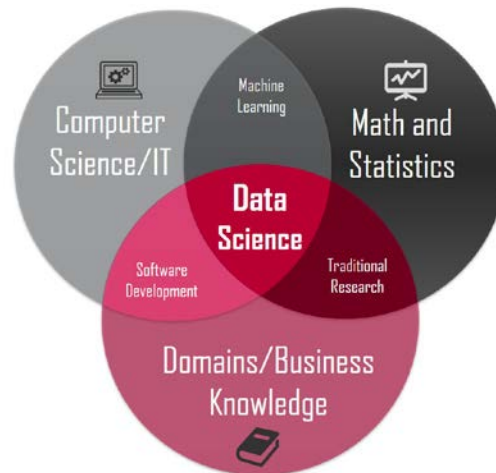 Machine
Learning
Computer
Science/IT
Math and
Statistics
Data
Science
Software
Development
Traditional
Research
Domains/Business
Knowledge